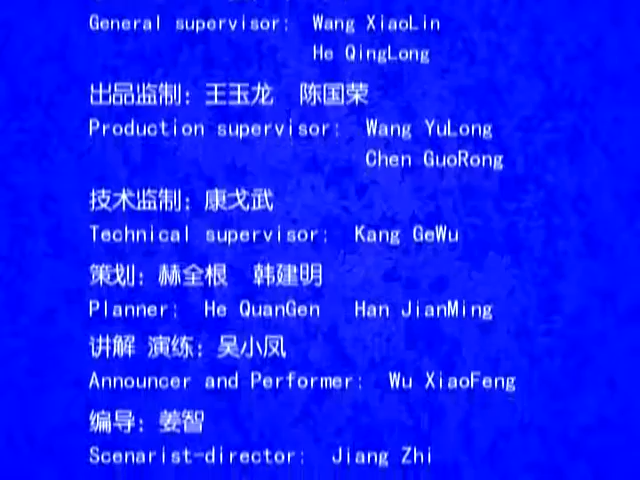 General supervisor: Wang XiaoLin
He QingLong
出品监制: 王玉龙 陈国荣
Production supervisor: Wang YuLong
Chen GuoRong
技术监制: 康戈武
Technical supervisor: Kang GeWu
策划: 赫全根 韩建明
Planner: He QuanGen Han JianMing
讲解 演练: 吴小凤
Announcer and Performer: Wu XiaoFeng
编导: 姜智
Scenarist-director: Jiang Zhi